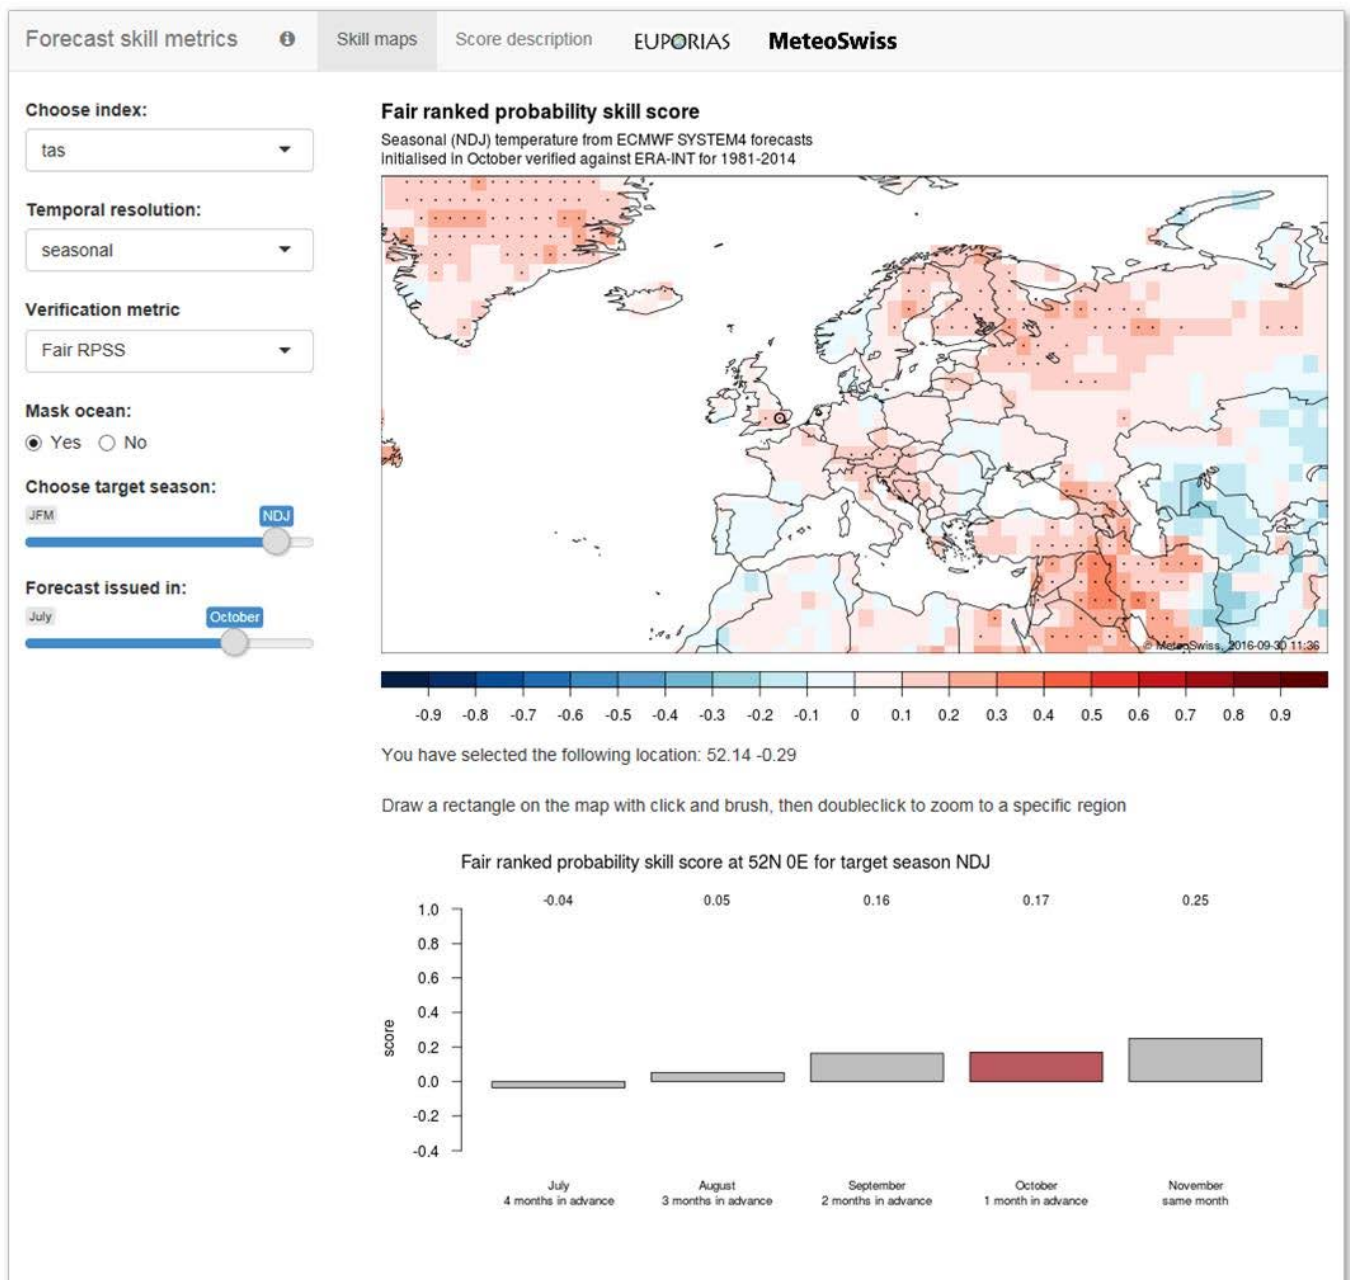 Forecast skill metrics
Skill maps
Score description
EUPORIAS
MeteoSwiss
Choose index:
tas
Temporal resolution:
seasonal
Verification metric
Fair RPSS
Mask ocean:
Yes No
Choose target season:
JFM NDJ
Forecast issued in:
July October
Fair ranked probability skill score
Seasonal (NDJ) temperature from ECMWF SYSTEM4 forecasts
initialised in October verified against ERA-INT for 1981-2014
© MeteoSwiss, 2016-09-30 11:36
-0.9 -0.8 -0.7 -0.6 -0.5 -0.4 -0.3 -0.2 -0.1 0 0.1 0.2 0.3 0.4 0.5 0.6 0.7 0.8 0.9
You have selected the following location: 52.14 -0.29
Draw a rectangle on the map with click and brush, then doubleclick to zoom to a specific region
Fair ranked probability skill score at 52N 0E for target season NDJ
-0.04 0.05 0.16 0.17 0.25
score
1.0
0.8
0.6
0.4
0.2
0.0
-0.2
-0.4
July August September October November
4 months in advance 3 months in advance 2 months in advance 1 month in advance same month